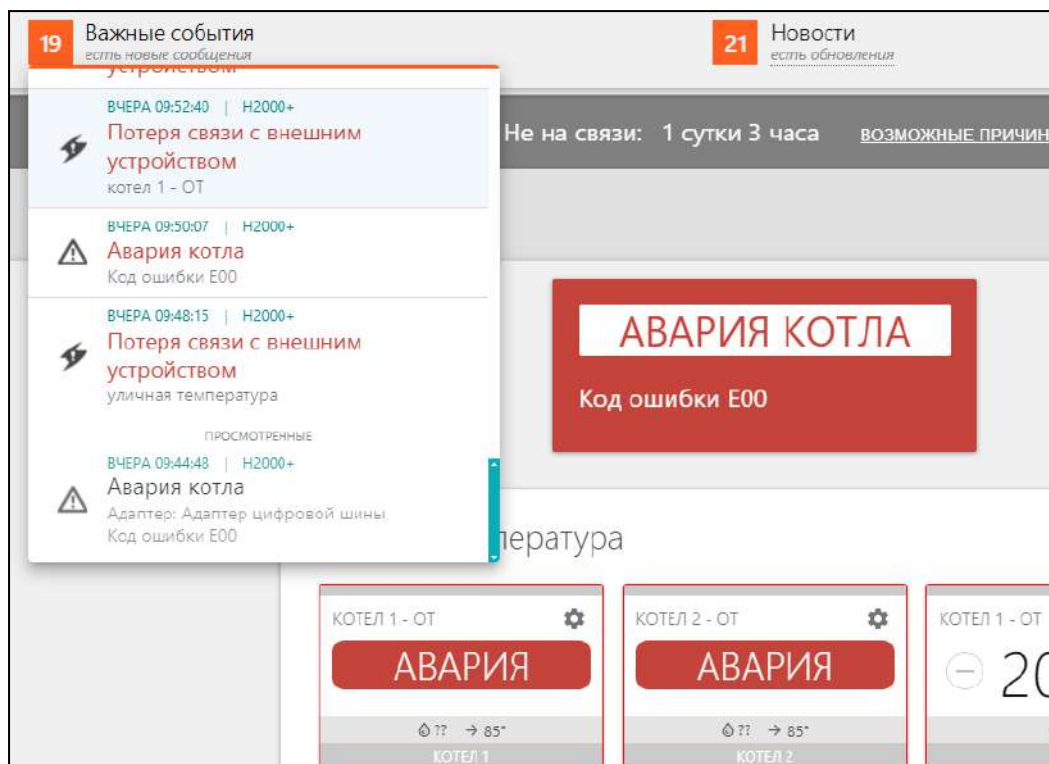 19 Важные события
есть новые сообщения
21 Новости
есть обновления
устройством
ВЧЕРА 09:52:40 | H2000+
Потеря связи с внешним
устройством
котел 1 - ОТ
Не на связи: 1 сутки 3 часа ВОЗМОЖНЫЕ ПРИЧИН
ВЧЕРА 09:50:07 | H2000+
Авария котла
Код ошибки E00
ВЧЕРА 09:48:15 | H2000+
Потеря связи с внешним
устройством
уличная температура
ПРОСМОТРЕННЫЕ
ВЧЕРА 09:44:48 | H2000+
Авария котла
Адаптер: Адаптер цифровой шины
Код ошибки E00
АВАРИЯ КОТЛА
Код ошибки E00
пература
КОТЕЛ 1 - ОТ
АВАРИЯ
?? → 85°
КОТЕЛ 1
КОТЕЛ 2 - ОТ
АВАРИЯ
?? → 85°
КОТЕЛ 2
КОТЕЛ 1 - ОТ
20